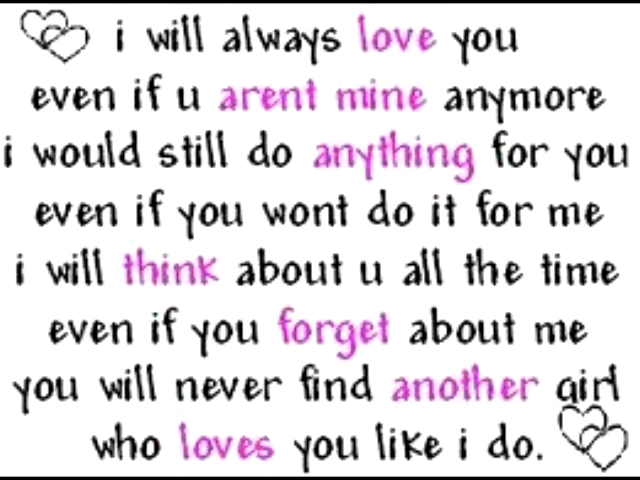 i will always love you
even if u arent mine anymore
i would still do anything for you
even if you wont do it for me
i will think about u all the time
even if you forget about me
you will never find another girl
who loves you like i do.